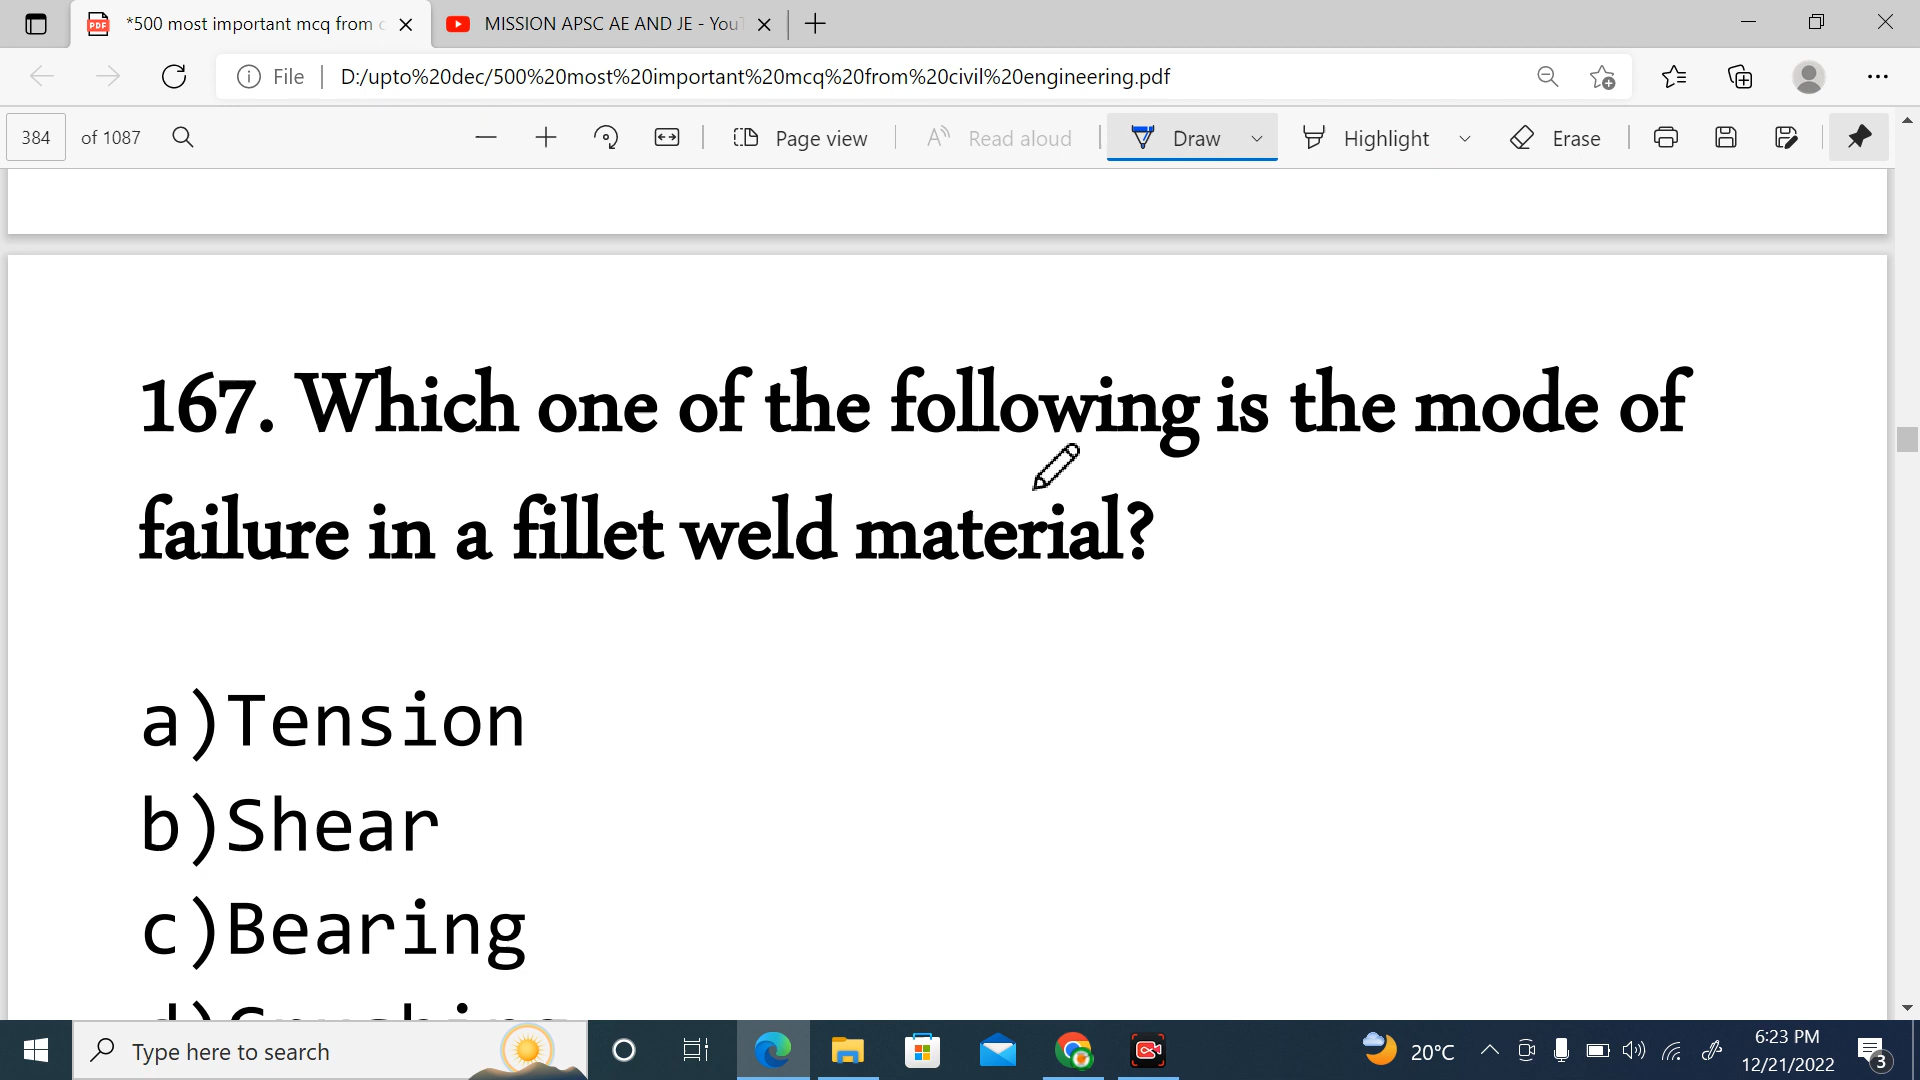 *500 most important mcq from
MISSION APSC AE AND JE - You
File
D:/upto%20dec/500%20most%20important%20mcq%20from%20civil%20engineering.pdf
384 of 1087
Page view
Read aloud
Draw
Highlight
Erase
167. Which one of the following is the mode of
failure in a fillet weld material?
a)Tension
b)Shear
c)Bearing
Type here to search
20°C
6:23 PM
12/21/2022
3